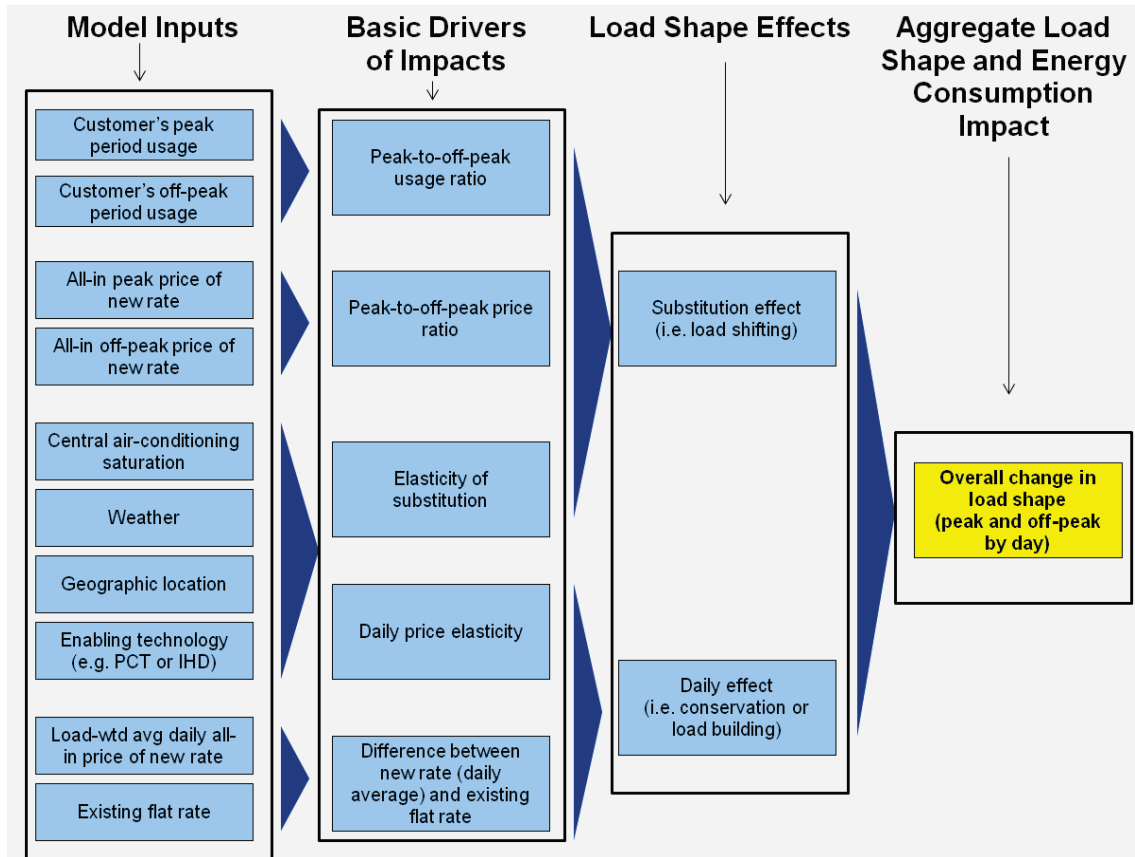 Model Inputs
Basic Drivers
of Impacts
Load Shape Effects
Aggregate Load
Shape and Energy
Consumption
Impact
Customer's peak
period usage
Customer's off-peak
period usage
All-in peak price of
new rate
All-in off-peak price of
new rate
Central air-conditioning
saturation
Weather
Geographic location
Enabling technology
(e.g. PCT or IHD)
Load-wtd avg daily all-
in price of new rate
Existing flat rate
Peak-to-off-peak
usage ratio
Peak-to-off-peak price
ratio
Elasticity of
substitution
Daily price elasticity
Difference between
new rate (daily
average) and existing
flat rate
Substitution effect
(i.e. load shifting)
Daily effect
(i.e. conservation or
load building)
Overall change in
load shape
(peak and off-peak
by day)